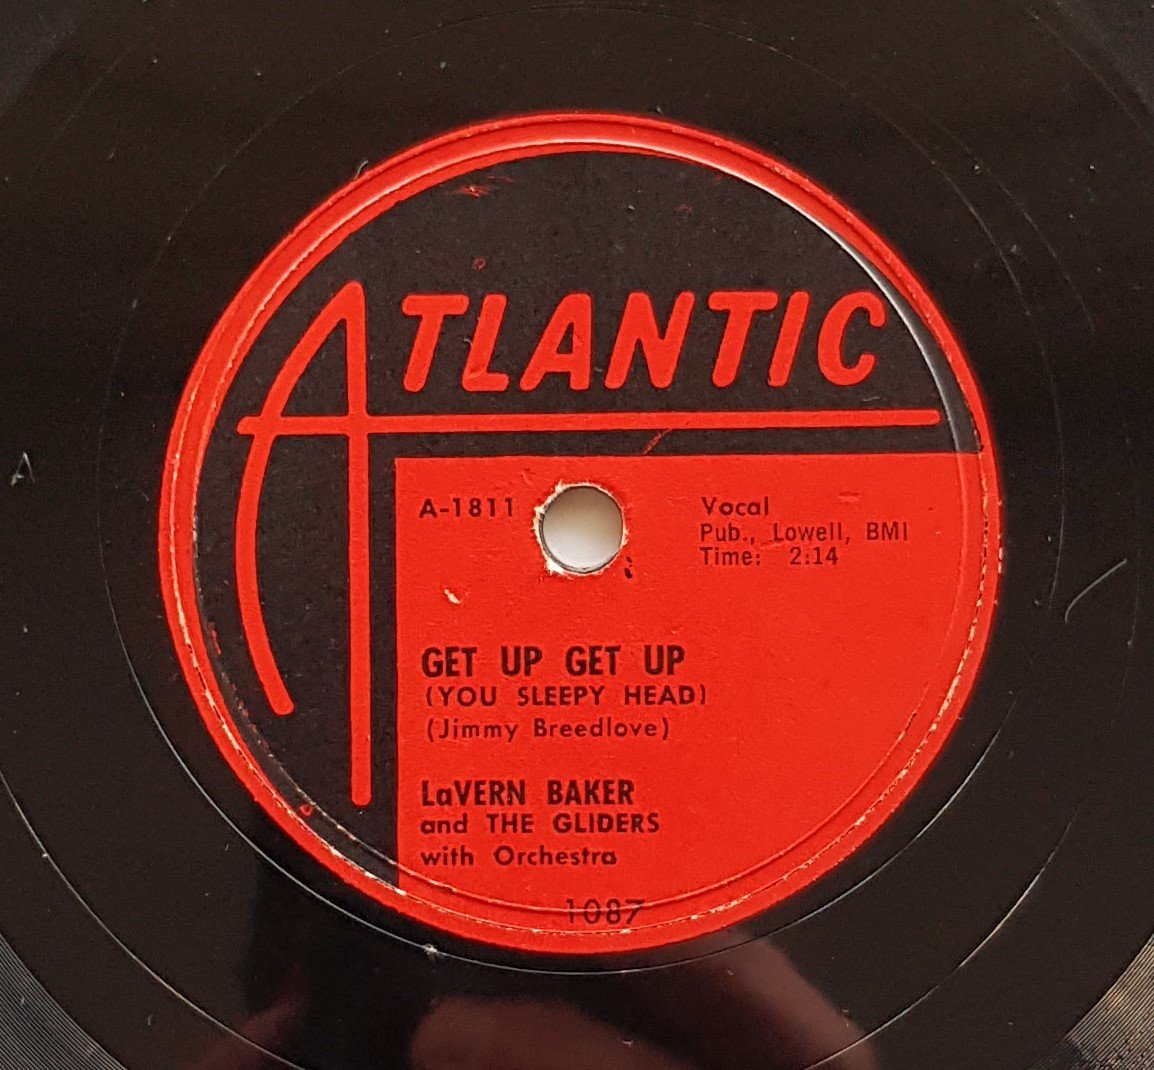 ATLANTIC
A-1811
Vocal
Pub., Lowell, BMI
Time: 2:14
GET UP GET UP
(YOU SLEEPY HEAD)
(Jimmy Breedlove)
LaVERN BAKER
and THE GLIDERS
with Orchestra
1087